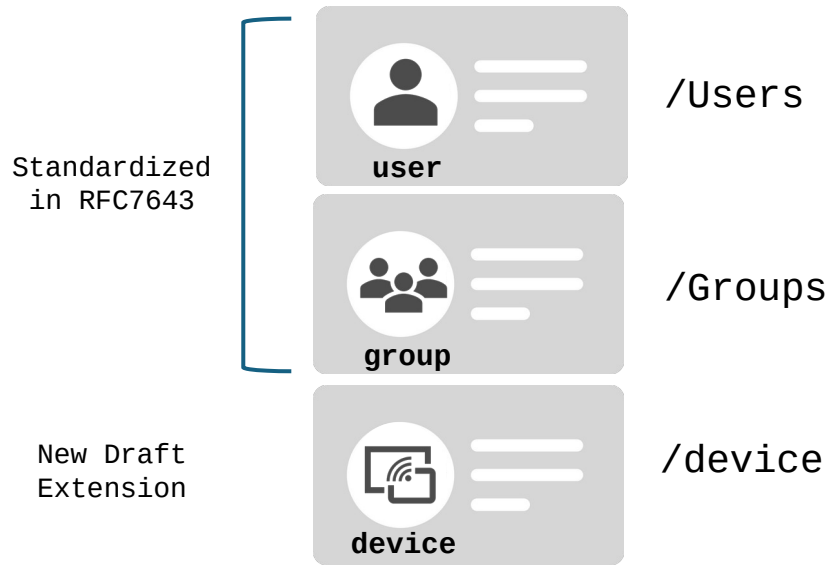 Standardized
in RFC7643
user
/Users
group
/Groups
New Draft
Extension
device
/device